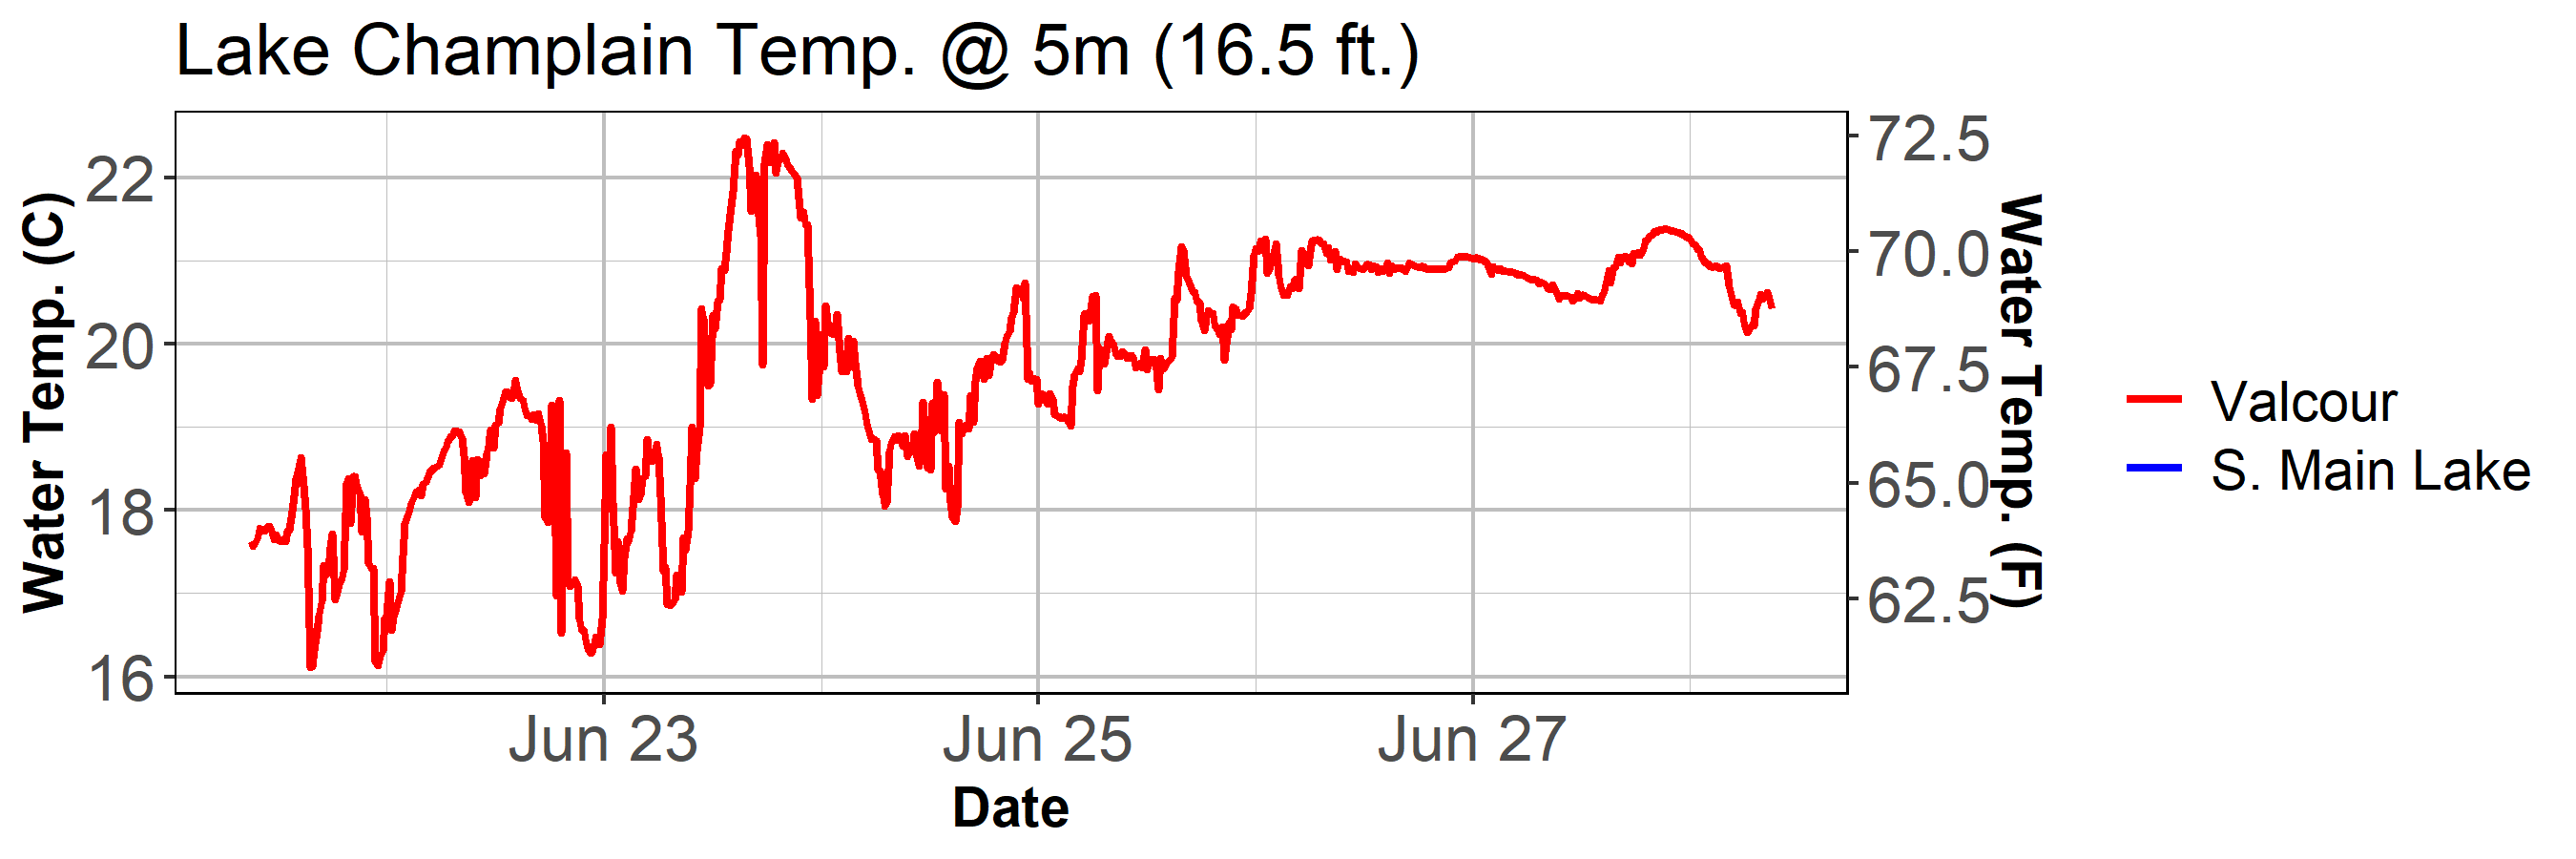 Lake Champlain Temp. @ 5m (16.5 ft.)
Water Temp. (C)
22
20
18
16
72.5
70.0
67.5
65.0
62.5
Water Temp. (F)
Jun 23
Jun 25
Jun 27
Date
Valcour
S. Main Lake